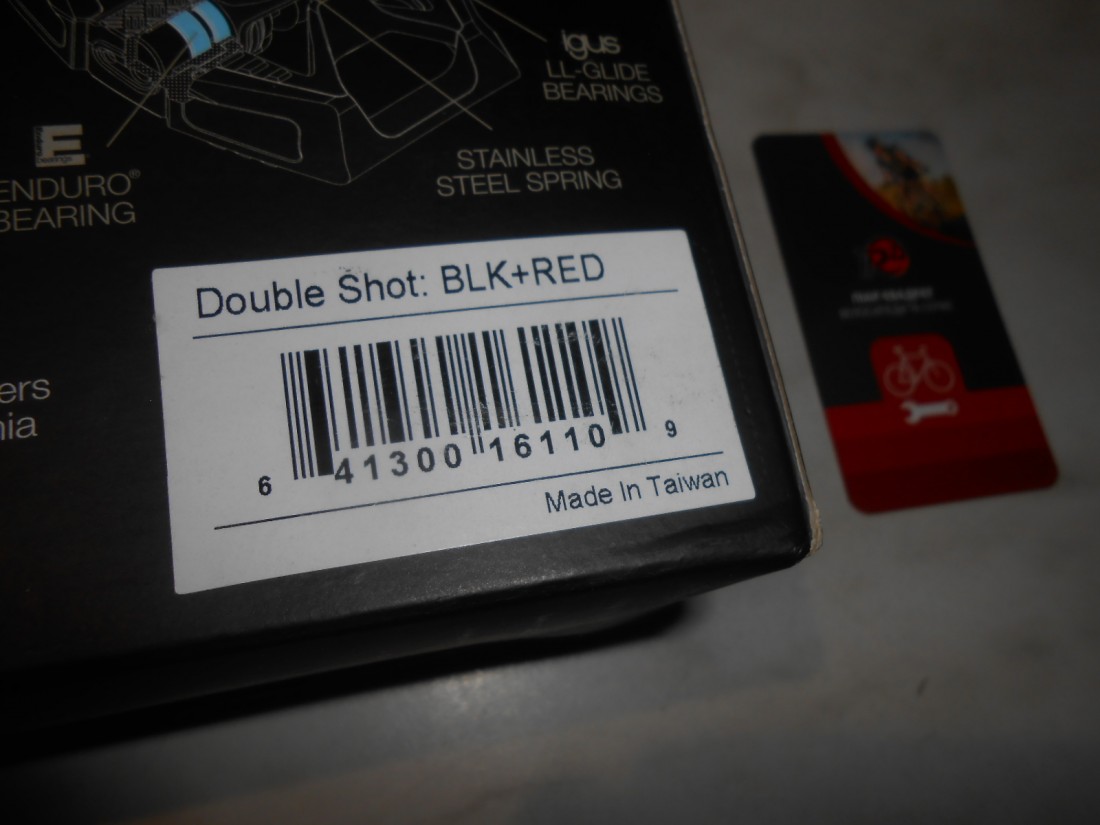 igus
LL-GLIDE
BEARINGS
STAINLESS
STEEL SPRING
E
ENDURO®
BEARING
Double Shot: BLK+RED
6 41300 16110 9
Made In Taiwan
ers
nia